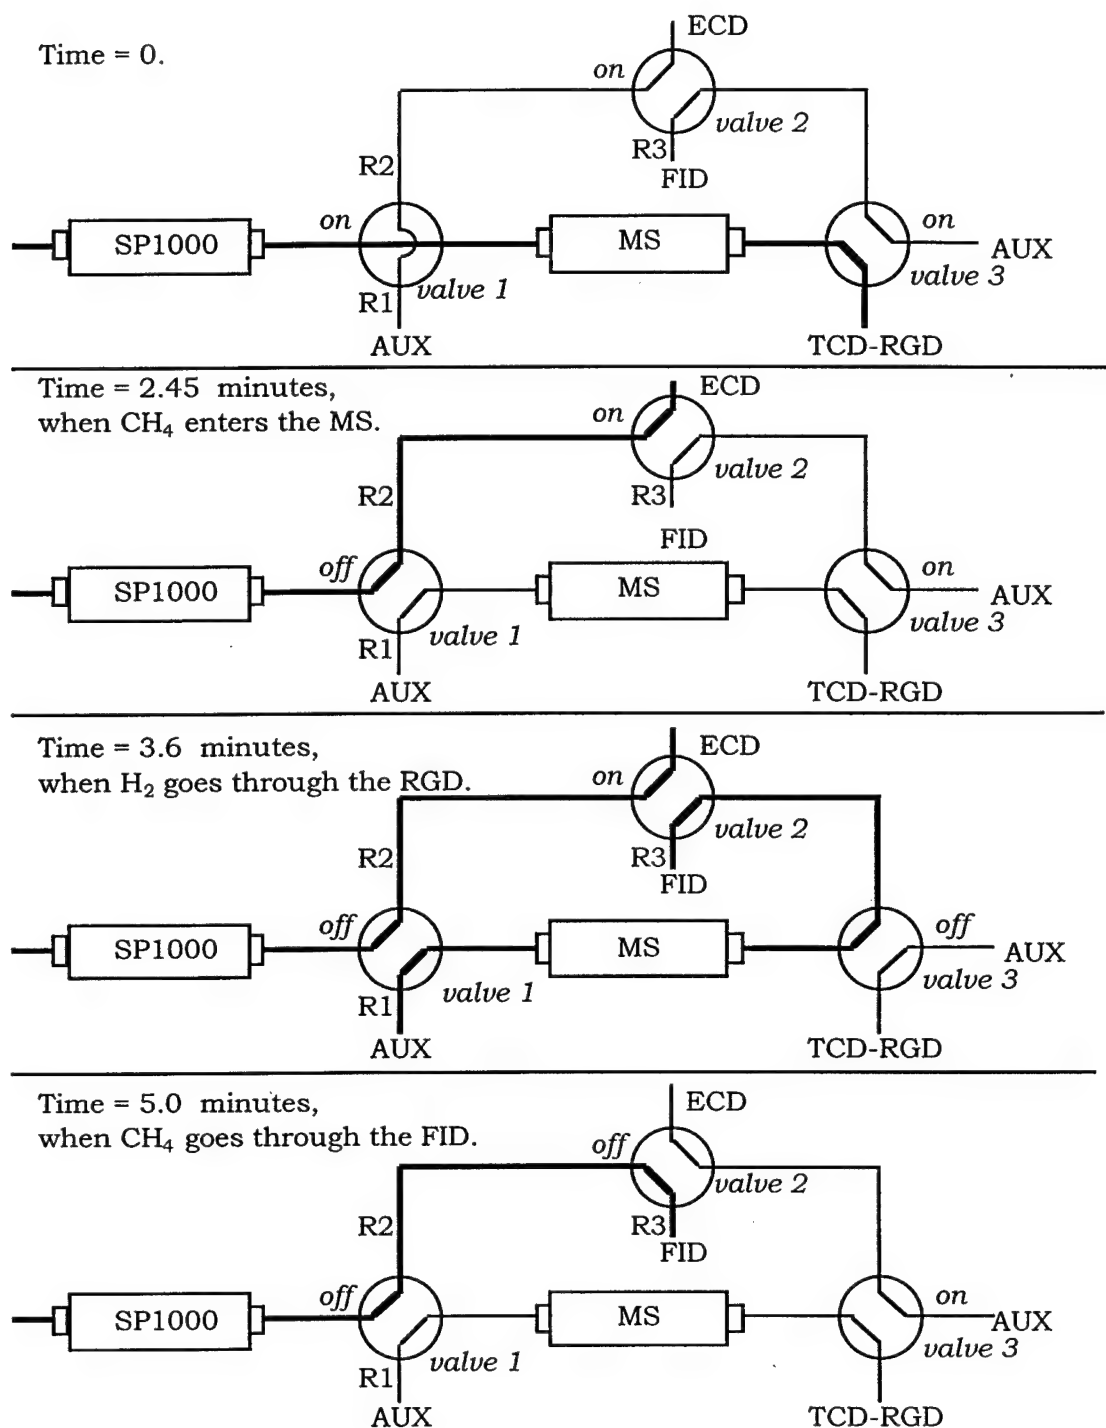 Time = 0.
ECD
on
valve 2
R3
FID
R2
on
SP1000
MS
on
AUX
valve 1
valve 3
R1
AUX
TCD-RGD
Time = 2.45 minutes,
when CH₄ enters the MS.
ECD
on
valve 2
R2
R3
FID
off
SP1000
MS
on
AUX
valve 3
R1
valve 1
AUX
TCD-RGD
Time = 3.6 minutes,
when H₂ goes through the RGD.
ECD
on
valve 2
R2
R3
FID
off
SP1000
MS
off
AUX
valve 3
R1
valve 1
AUX
TCD-RGD
Time = 5.0 minutes,
when CH₄ goes through the FID.
ECD
off
valve 2
R2
R3
FID
off
SP1000
MS
on
AUX
valve 3
R1
valve 1
AUX
TCD-RGD